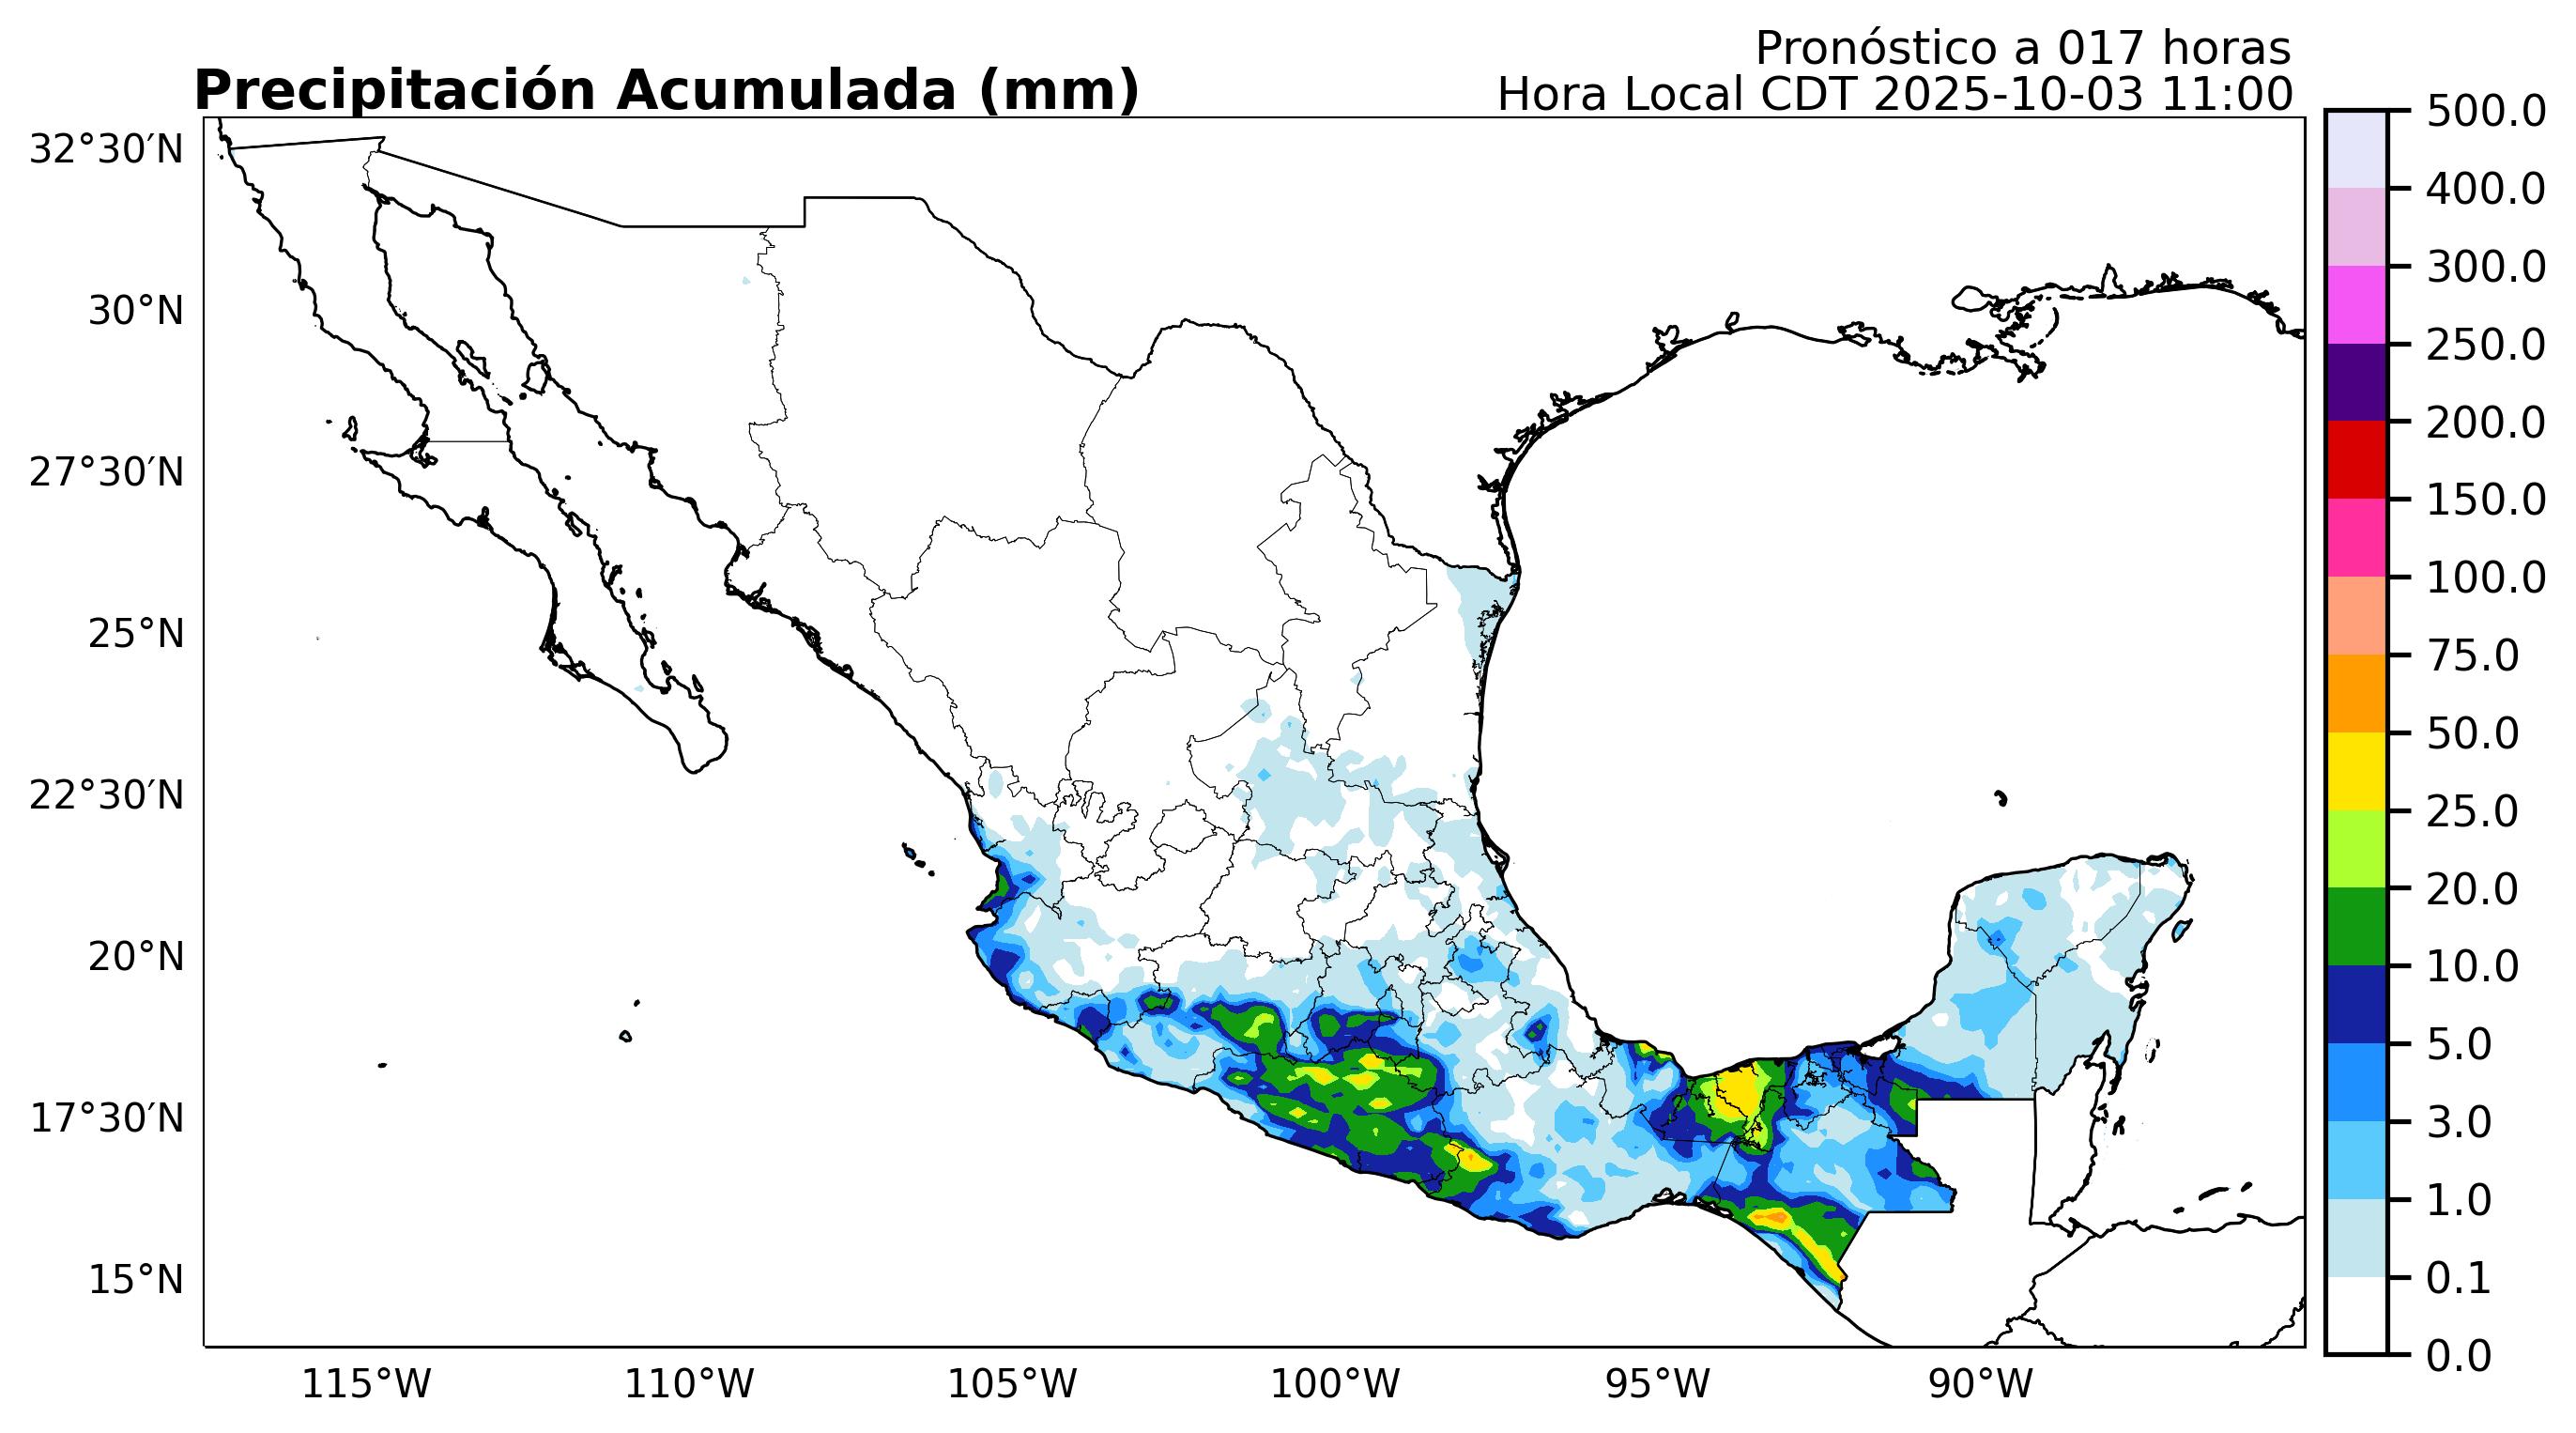 Pronóstico a 017 horas
Precipitación Acumulada (mm)
Hora Local CDT 2025-10-03 11:00
32°30′N
30°N
27°30′N
25°N
22°30′N
20°N
17°30′N
15°N
115°W
110°W
105°W
100°W
95°W
90°W
500.0
400.0
300.0
250.0
200.0
150.0
100.0
75.0
50.0
25.0
20.0
10.0
5.0
3.0
1.0
0.1
0.0